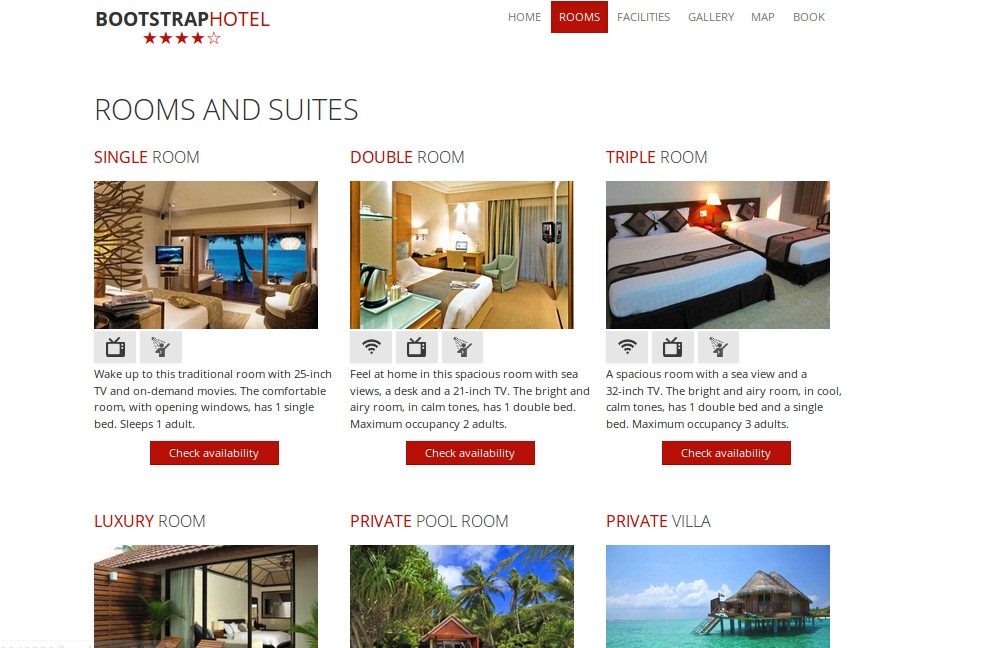 BOOTSTRAPHOTEL
★★★★☆
HOME ROOMS FACILITIES GALLERY MAP BOOK
ROOMS AND SUITES
SINGLE ROOM
DOUBLE ROOM
TRIPLE ROOM
Wake up to this traditional room with 25-inch
TV and on-demand movies. The comfortable
room, with opening windows, has 1 single
bed. Sleeps 1 adult.
Check availability
Feel at home in this spacious room with sea
views, a desk and a 21-inch TV. The bright and
airy room, in calm tones, has 1 double bed.
Maximum occupancy 2 adults.
Check availability
A spacious room with a sea view and a
32-inch TV. The bright and airy room, in cool,
calm tones, has 1 double bed and a single
bed. Maximum occupancy 3 adults.
Check availability
LUXURY ROOM
PRIVATE POOL ROOM
PRIVATE VILLA